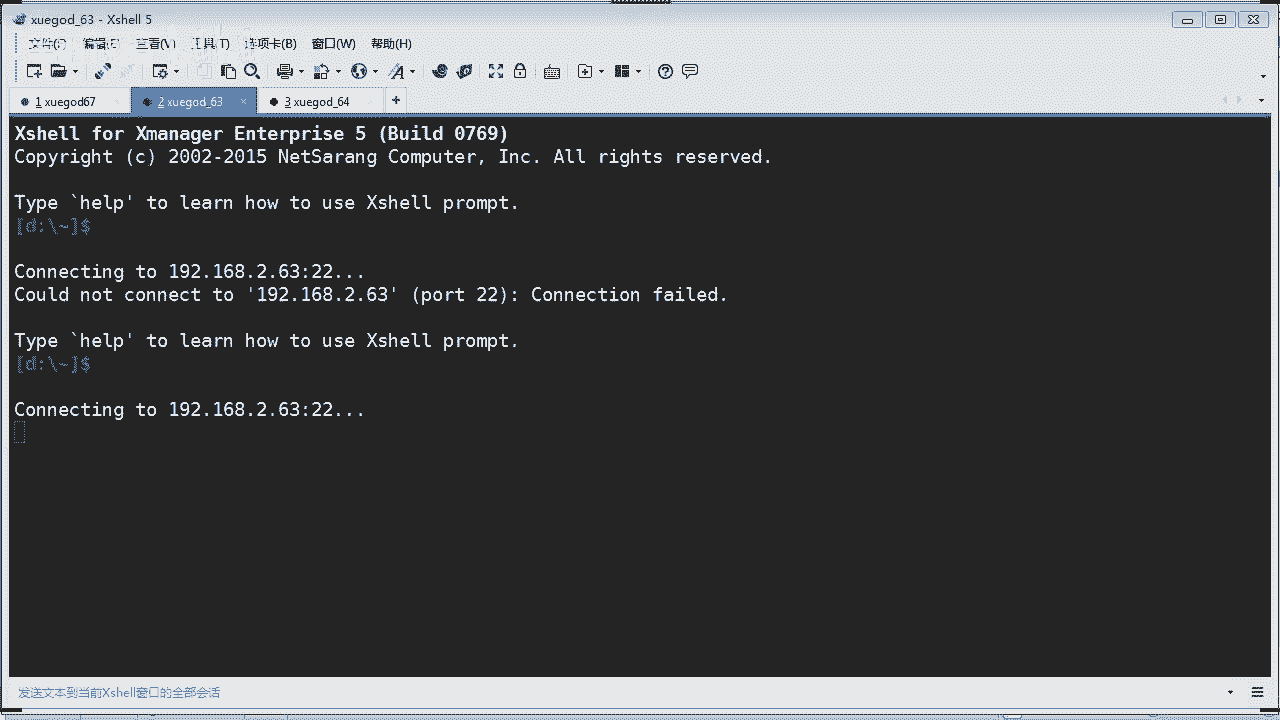 xuegod_63 - Xshell 5
文件(F) 编辑(E) 查看(V) 工具(T) 选项卡(B) 窗口(W) 帮助(H)
1 xuegod67 2 xuegod_63 3 xuegod_64
Xshell for Xmanager Enterprise 5 (Build 0769)
Copyright (c) 2002-2015 NetSarang Computer, Inc. All rights reserved.
Type `help' to learn how to use Xshell prompt.
[d:\~]$
Connecting to 192.168.2.63:22...
Could not connect to '192.168.2.63' (port 22): Connection failed.
Type `help' to learn how to use Xshell prompt.
[d:\~]$
Connecting to 192.168.2.63:22...
发送文本到当前Xshell窗口的全部会话